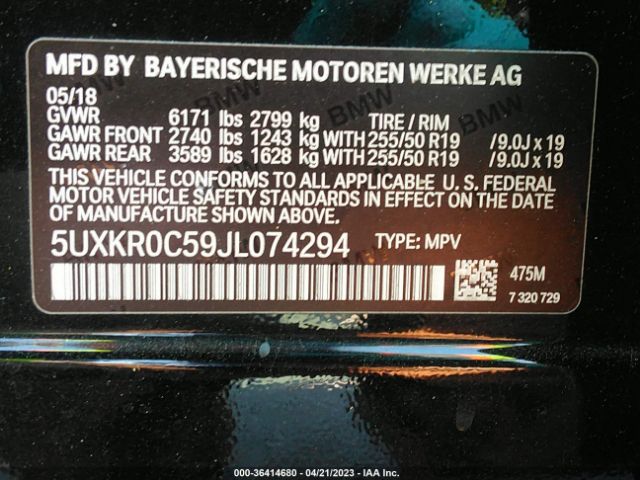 MFD BY BAYERISCHE MOTOREN WERKE AG
05/18
GVWR 6171 lbs 2799 kg TIRE / RIM
GAWR FRONT 2740 lbs 1243 kg WITH 255/50 R19 /9.0J x 19
GAWR REAR 3589 lbs 1628 kg WITH 255/50 R19 /9.0J x 19
THIS VEHICLE CONFORMS TO ALL APPLICABLE U. S. FEDERAL
MOTOR VEHICLE SAFETY STANDARDS IN EFFECT ON THE
DATE OF MANUFACTURE SHOWN ABOVE.
5UXKR0C59JL074294 TYPE: MPV
475M
7 320 729
000-36414680 - 04/21/2023 - IAA Inc.